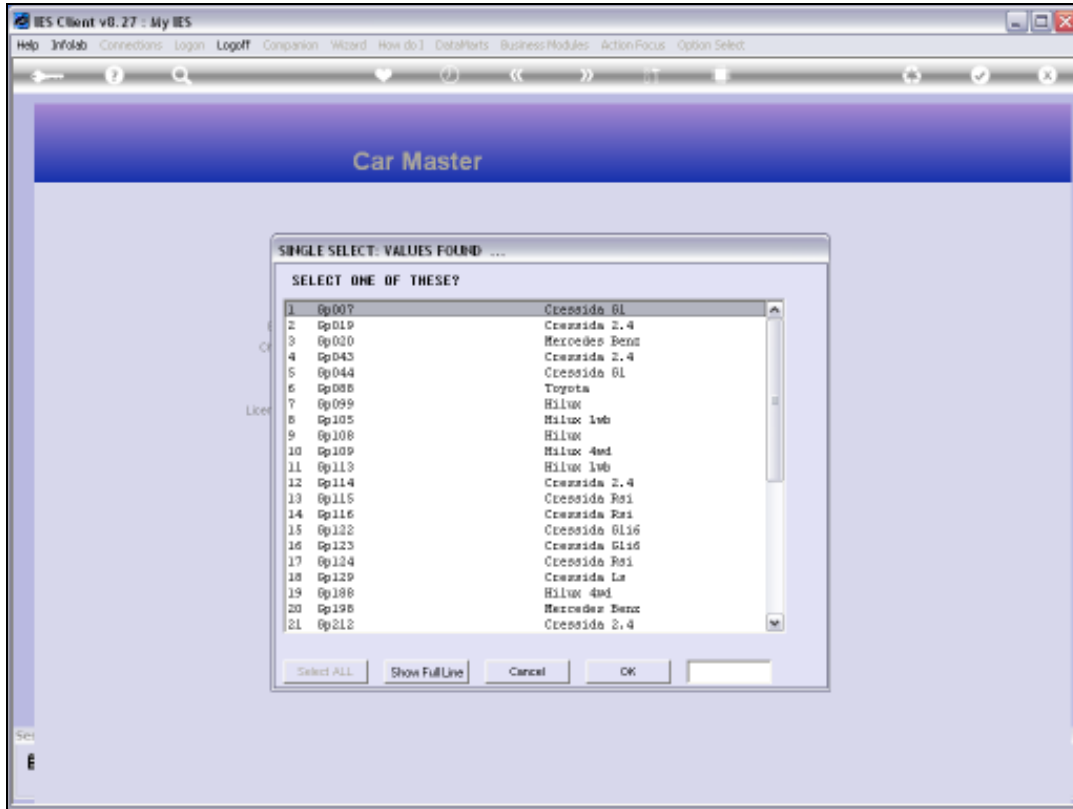 IES Client v8.27 : My IES
Help Infolab Connections Logon Logoff Companion Wizard How do I DataMarts Business Modules Action Focus Option Select
Car Master
SINGLE SELECT: VALUES FOUND ...
SELECT ONE OF THESE?
1 Gp007 Cressida Gl
2 Gp019 Cressida 2.4
3 Gp020 Mercedes Benz
4 Gp043 Cressida 2.4
5 Gp044 Cressida Gl
6 Gp088 Toyota
7 Gp099 Hilux
8 Gp105 Hilux lwb
9 Gp108 Hilux
10 Gp109 Hilux 4wd
11 Gp113 Hilux lwb
12 Gp114 Cressida 2.4
13 Gp115 Cressida Rsi
14 Gp116 Cressida Rsi
15 Gp122 Cressida Gli6
16 Gp123 Cressida Gli6
17 Gp124 Cressida Rsi
18 Gp129 Cressida Ls
19 Gp188 Hilux 4wd
20 Gp198 Mercedes Benz
21 Gp212 Cressida 2.4
Licen
Select ALL Show Full Line Cancel OK
Ses